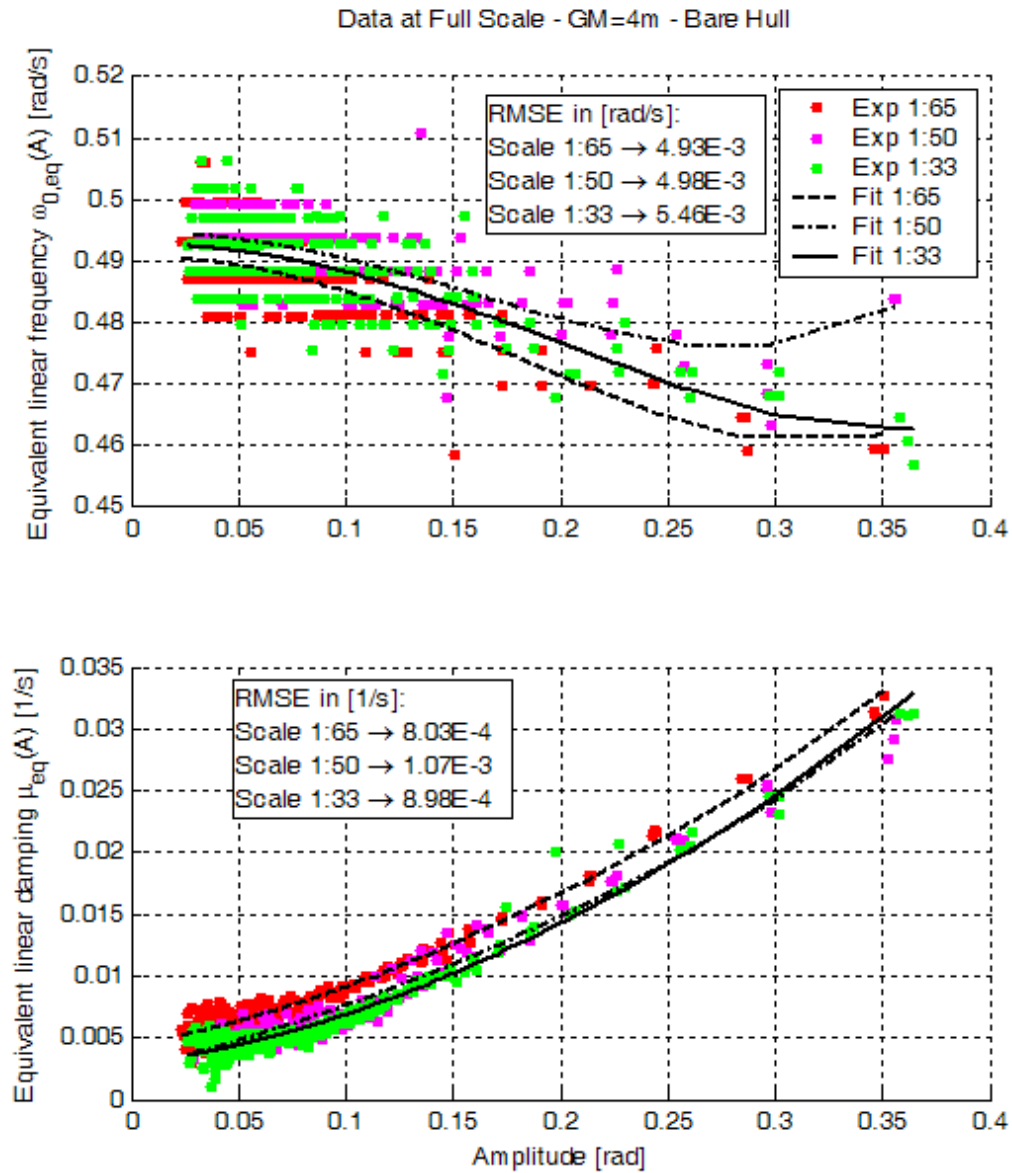 Data at Full Scale - GM=4m - Bare Hull
Equivalent linear frequency ω0,eq(A) [rad/s]
0.52
0.51
0.5
0.49
0.48
0.47
0.46
0.45
RMSE in [rad/s]:
Scale 1:65 → 4.93E-3
Scale 1:50 → 4.98E-3
Scale 1:33 → 5.46E-3
Exp 1:65
Exp 1:50
Exp 1:33
Fit 1:65
Fit 1:50
Fit 1:33
0 0.05 0.1 0.15 0.2 0.25 0.3 0.35 0.4
Equivalent linear damping μeq(A) [1/s]
0.035
0.03
0.025
0.02
0.015
0.01
0.005
0
RMSE in [1/s]:
Scale 1:65 → 8.03E-4
Scale 1:50 → 1.07E-3
Scale 1:33 → 8.98E-4
0 0.05 0.1 0.15 0.2 0.25 0.3 0.35 0.4
Amplitude [rad]